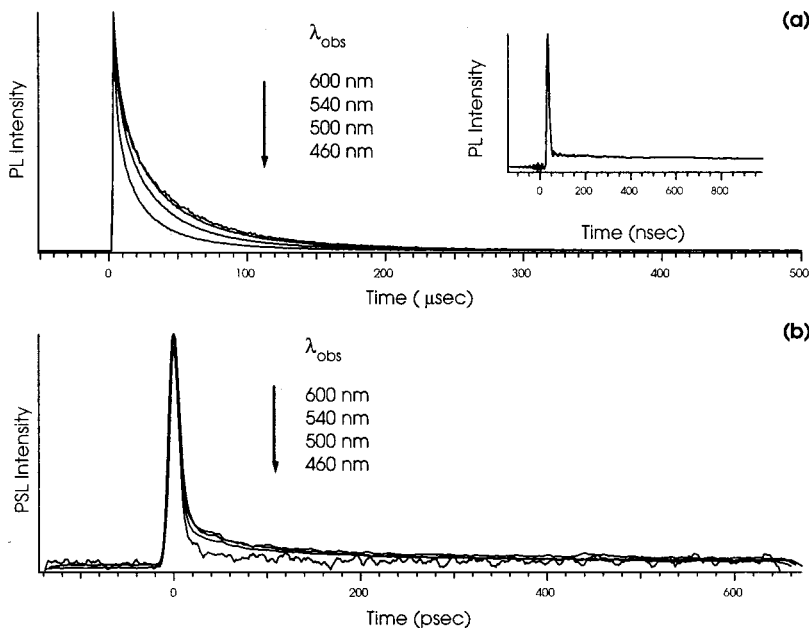 (a)
λobs
600 nm
540 nm
500 nm
460 nm
PL Intensity
0 100 200 300 400 500
Time ( μsec)
PL Intensity
0 200 400 600 800
Time (nsec)
(b)
λobs
600 nm
540 nm
500 nm
460 nm
PSL Intensity
0 200 400 600
Time (psec)